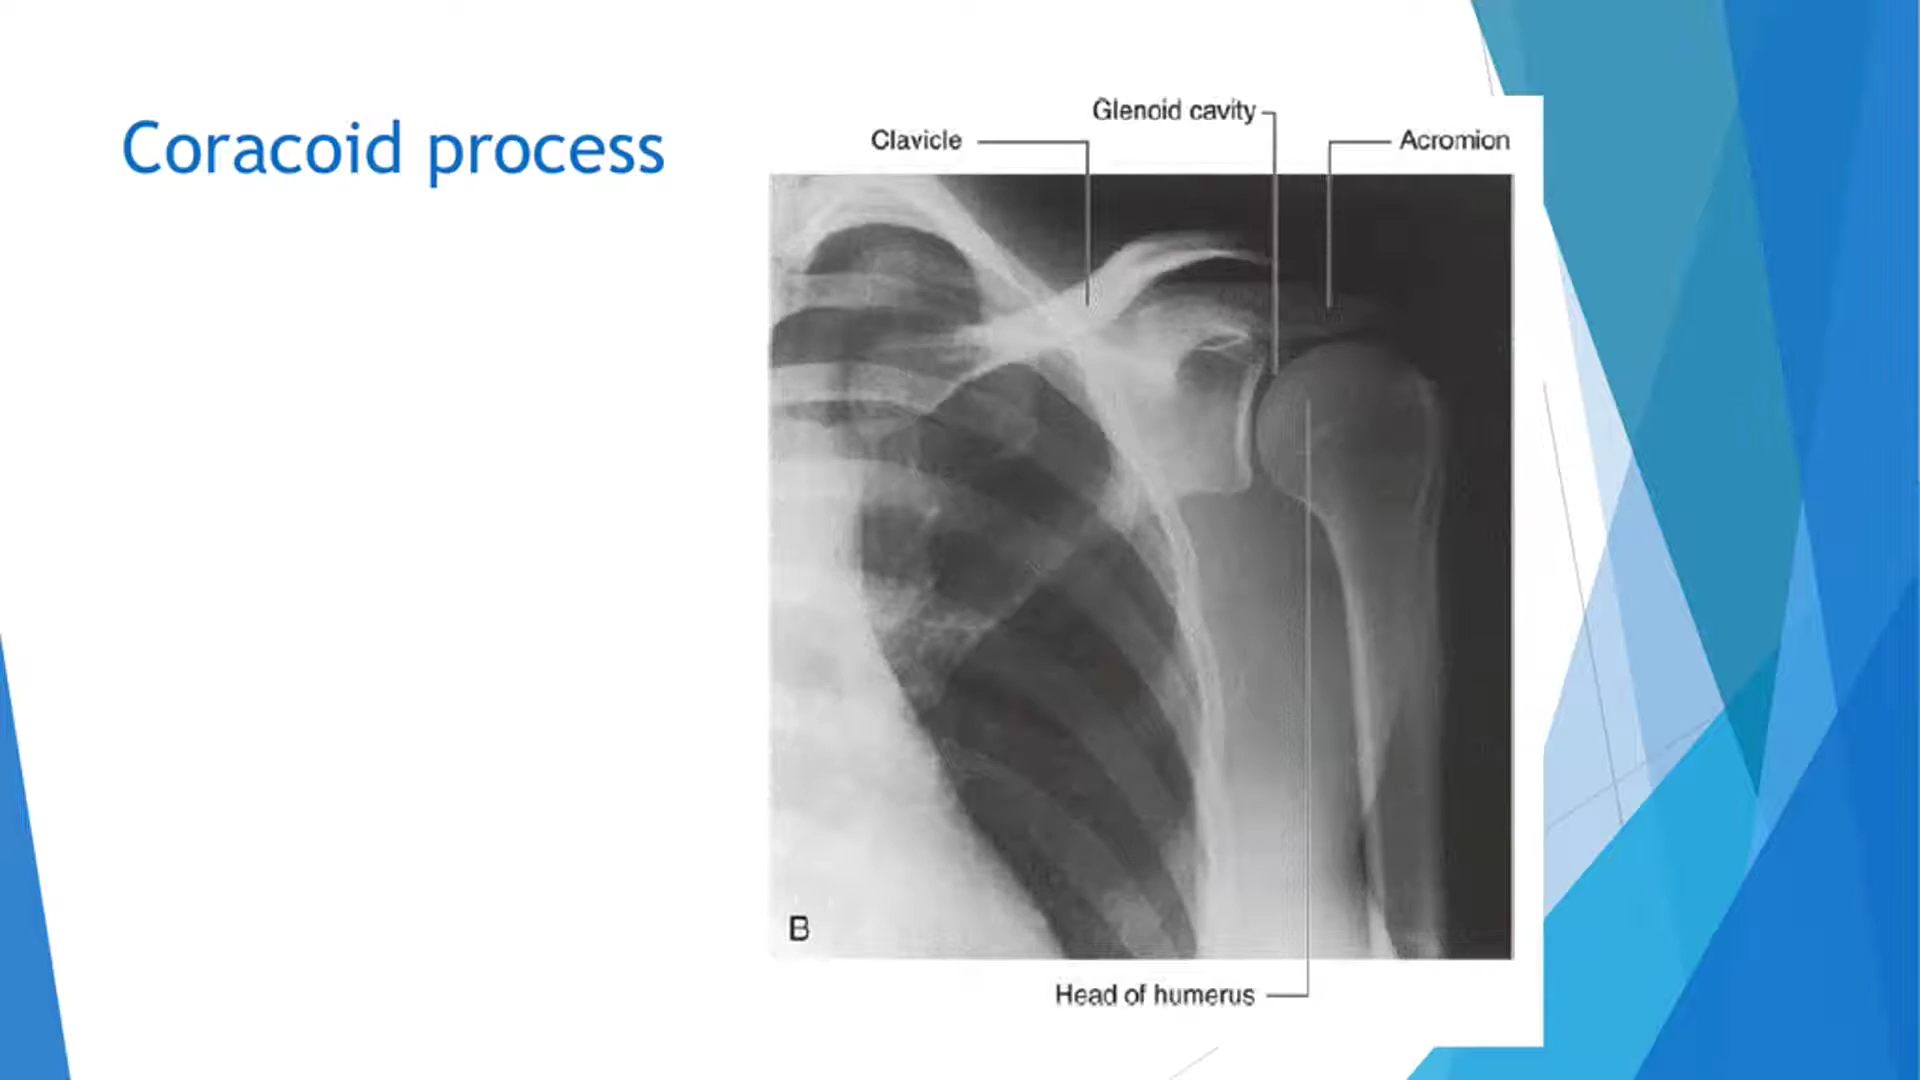 Coracoid process
Glenoid cavity
Clavicle
Acromion
B
Head of humerus